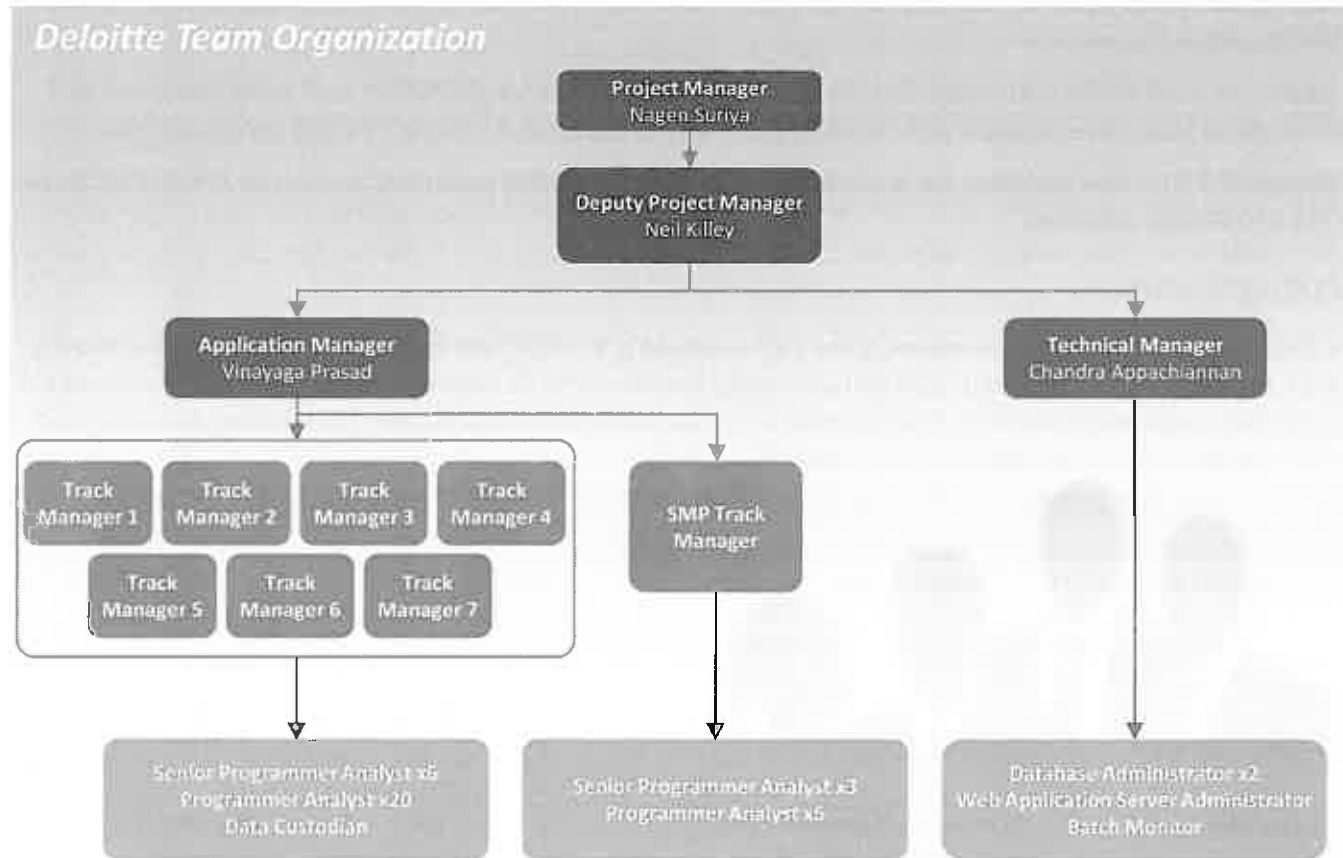 Deloitte Team Organization
Project Manager
Nagen Suriya
Deputy Project Manager
Neil Killey
Application Manager
Vinayaga Prasad
Technical Manager
Chandra Appachiannan
Track
Manager 1
Track
Manager 2
Track
Manager 3
Track
Manager 4
SMP Track
Manager
Track
Manager 5
Track
Manager 6
Track
Manager 7
Senior Programmer Analyst
Programmer Analyst x20
Data Custodian
Senior Programmer Analyst x3
Programmer Analyst
Database Administrator x2
Web Application Server Administrator
Batch Monitor